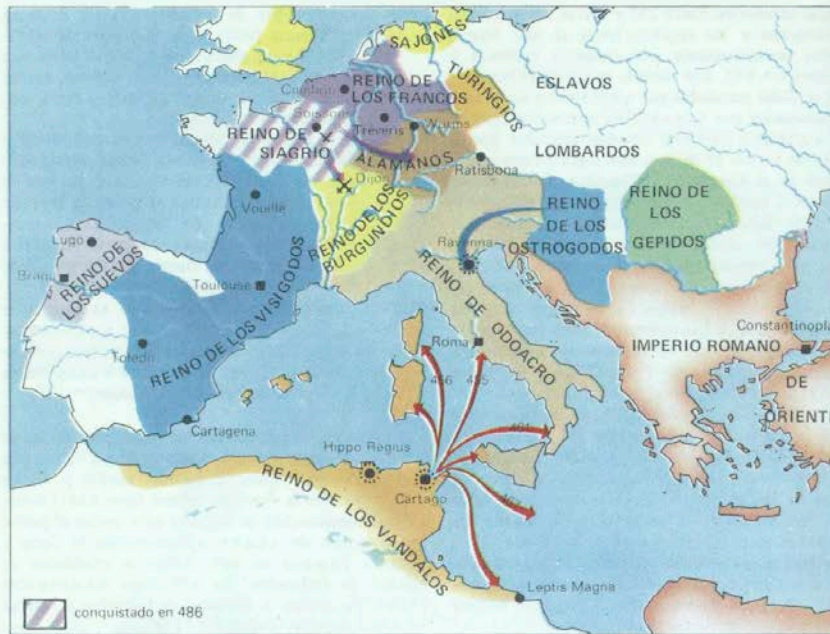 SAJONES
TURINGIOS
ESLAVOS
REINO DE
LOS FRANCOS
Soissons
Treveris
Worms
REINO DE
SIAGRIO
ALAMANOS
LOMBARDOS
Ratisbona
Dijon
Vouillé
REINO DE LOS
BURGUNDIOS
REINO
DE LOS
OSTROGODOS
REINO DE
LOS
GEPIDOS
Ravenna
Lugo
Braga
REINO DE
LOS SUEVOS
Toulouse
REINO DE LOS VISIGODOS
Toledo
Cartagena
REINO DE ODOACRO
Roma
IMPERIO ROMANO
DE
ORIENTE
Constantinopla
455
461
Hippo Regius
Cartago
REINO DE LOS VANDALOS
Leptis Magna
conquistado en 486